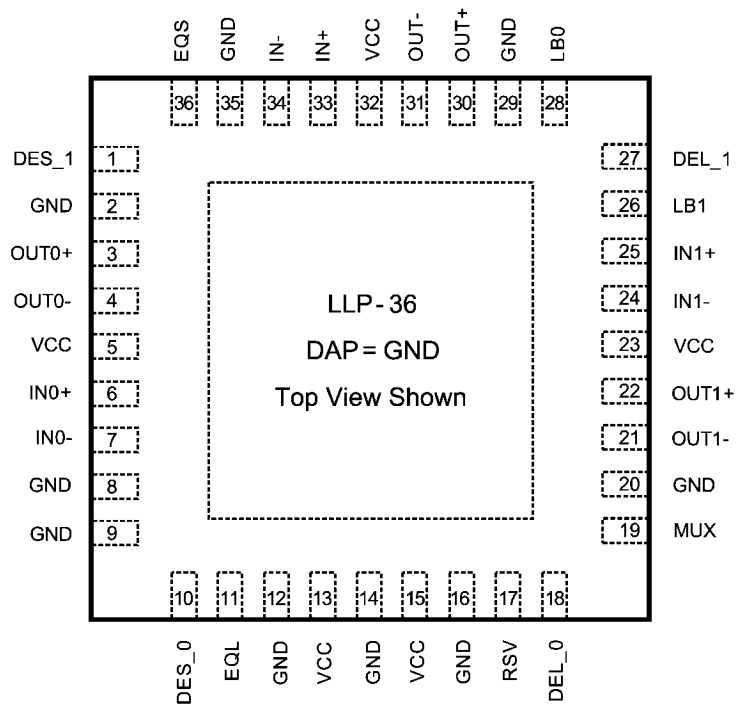 EQS GND IN- IN+ VCC OUT- OUT+ GND LB0
36 35 34 33 32 31 30 29 28
DES_1 1
GND 2
OUT0+ 3
OUT0- 4
VCC 5
IN0+ 6
IN0- 7
GND 8
GND 9
LLP-36
DAP = GND
Top View Shown
27 DEL_1
26 LB1
25 IN1+
24 IN1-
23 VCC
22 OUT1+
21 OUT1-
20 GND
19 MUX
10 11 12 13 14 15 16 17 18
DES_0 EQL GND VCC GND VCC GND RSV DEL_0